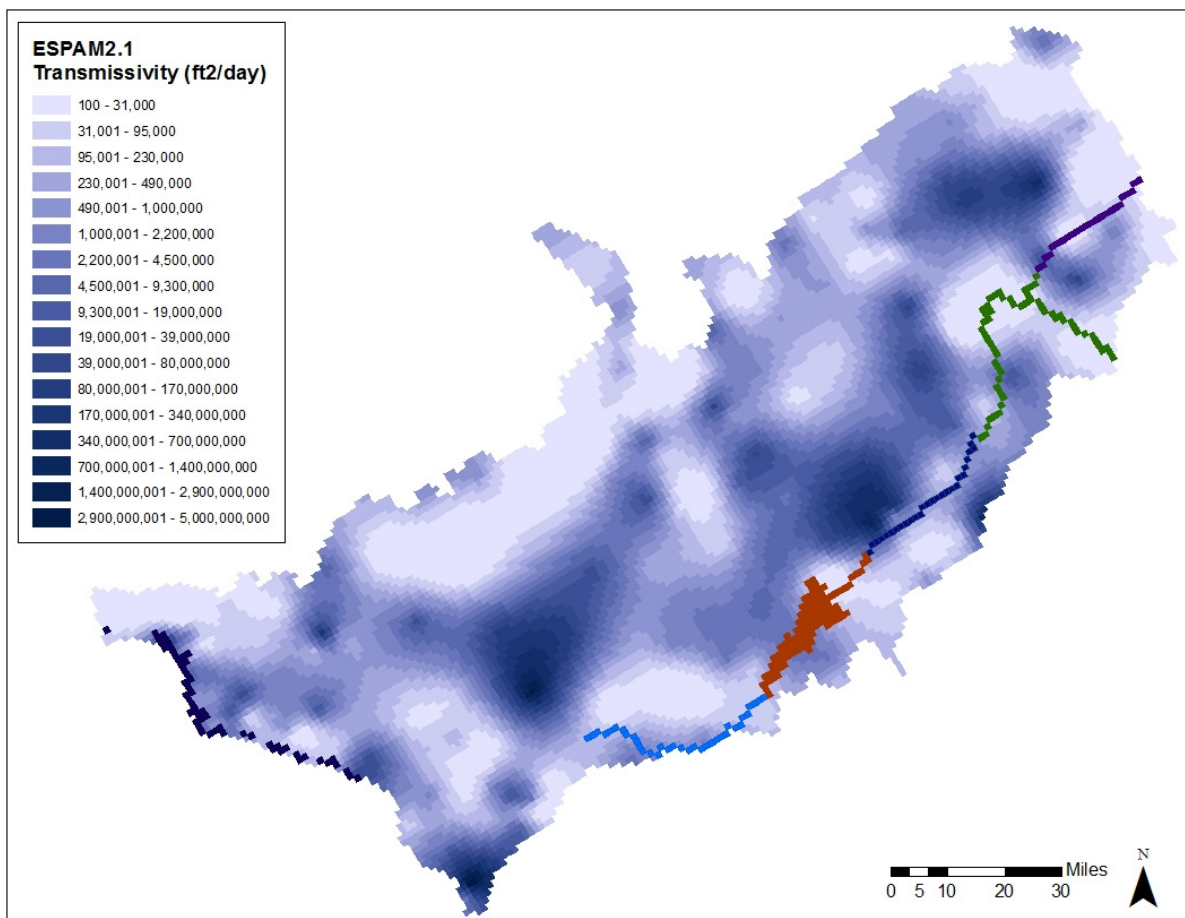 ESPAM2.1
Transmissivity (ft2/day)
100 - 31,000
31,001 - 95,000
95,001 - 230,000
230,001 - 490,000
490,001 - 1,000,000
1,000,001 - 2,200,000
2,200,001 - 4,500,000
4,500,001 - 9,300,000
9,300,001 - 19,000,000
19,000,001 - 39,000,000
39,000,001 - 80,000,000
80,000,001 - 170,000,000
170,000,001 - 340,000,000
340,000,001 - 700,000,000
700,000,001 - 1,400,000,000
1,400,000,001 - 2,900,000,000
2,900,000,001 - 5,000,000,000
Miles
0 5 10 20 30
N